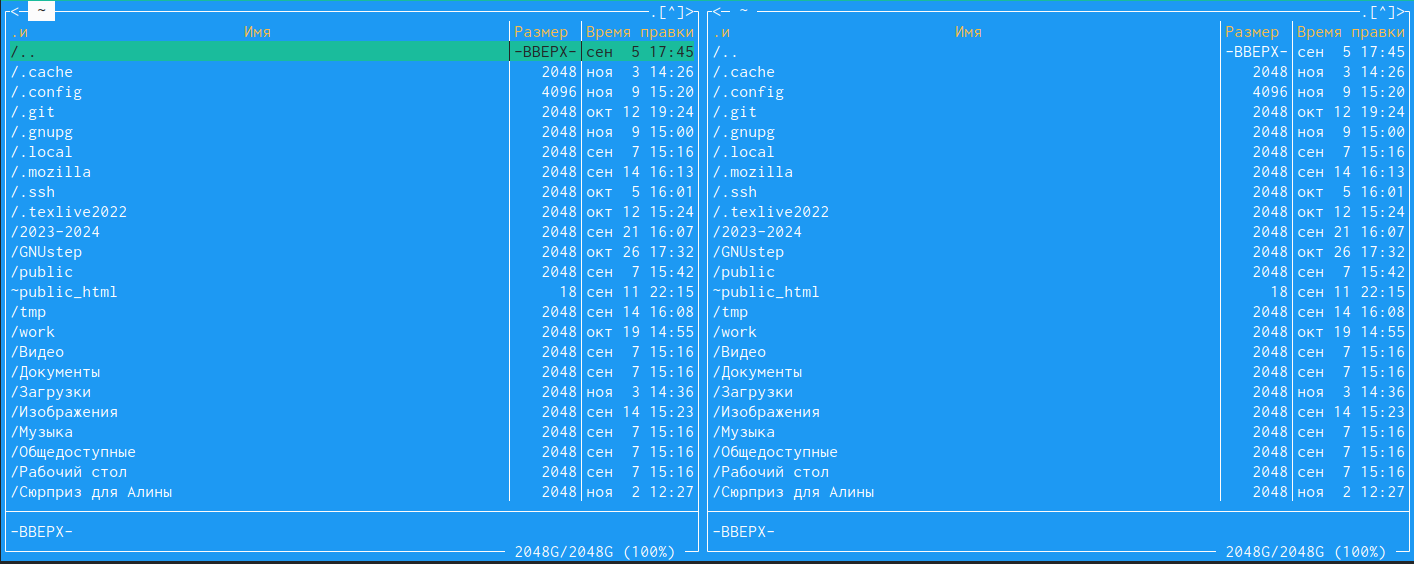 <─ ~ .[^]> <─ ~ .[^]>
.и Имя Размер Время правки .и Имя Размер Время правки
/.. -ВВЕРХ- сен 5 17:45 /.. -ВВЕРХ- сен 5 17:45
/.cache 2048 ноя 3 14:26 /.cache 2048 ноя 3 14:26
/.config 4096 ноя 9 15:20 /.config 4096 ноя 9 15:20
/.git 2048 окт 12 19:24 /.git 2048 окт 12 19:24
/.gnupg 2048 ноя 9 15:00 /.gnupg 2048 ноя 9 15:00
/.local 2048 сен 7 15:16 /.local 2048 сен 7 15:16
/.mozilla 2048 сен 14 16:13 /.mozilla 2048 сен 14 16:13
/.ssh 2048 окт 5 16:01 /.ssh 2048 окт 5 16:01
/.texlive2022 2048 окт 12 15:24 /.texlive2022 2048 окт 12 15:24
/2023-2024 2048 сен 21 16:07 /2023-2024 2048 сен 21 16:07
/GNUstep 2048 окт 26 17:32 /GNUstep 2048 окт 26 17:32
/public 2048 сен 7 15:42 /public 2048 сен 7 15:42
~public_html 18 сен 11 22:15 ~public_html 18 сен 11 22:15
/tmp 2048 сен 14 16:08 /tmp 2048 сен 14 16:08
/work 2048 окт 19 14:55 /work 2048 окт 19 14:55
/Видео 2048 сен 7 15:16 /Видео 2048 сен 7 15:16
/Документы 2048 сен 7 15:16 /Документы 2048 сен 7 15:16
/Загрузки 2048 ноя 3 14:36 /Загрузки 2048 ноя 3 14:36
/Изображения 2048 сен 14 15:23 /Изображения 2048 сен 14 15:23
/Музыка 2048 сен 7 15:16 /Музыка 2048 сен 7 15:16
/Общедоступные 2048 сен 7 15:16 /Общедоступные 2048 сен 7 15:16
/Рабочий стол 2048 сен 7 15:16 /Рабочий стол 2048 сен 7 15:16
/Сюрприз для Алины 2048 ноя 2 12:27 /Сюрприз для Алины 2048 ноя 2 12:27
-ВВЕРХ- -ВВЕРХ-
2048G/2048G (100%) 2048G/2048G (100%)